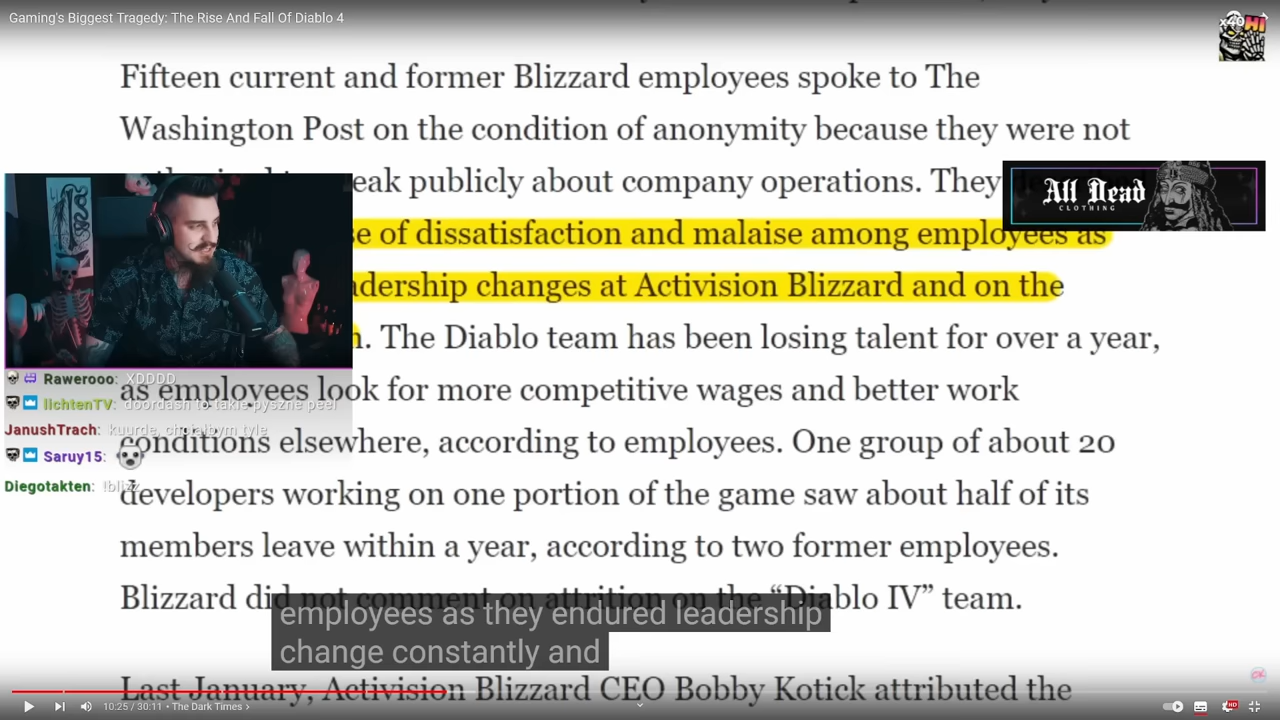 Gaming's Biggest Tragedy: The Rise And Fall Of Diablo 4
x40
HI
Fifteen current and former Blizzard employees spoke to The
Washington Post on the condition of anonymity because they were not
eak publicly about company operations. They
All Dead
CLOTHING
se of dissatisfaction and malaise among employees as
adership changes at Activision Blizzard and on the
. The Diablo team has been losing talent for over a year,
Rawerooo: XDDDD
as employees look for more competitive wages and better work
lichtenTV: doordash to takie pyszne peel
JanushTrach: kuurde, chcialbym tyle
conditions elsewhere, according to employees. One group of about 20
Saruy15:
Diegotakten: !blizz
developers working on one portion of the game saw about half of its
members leave within a year, according to two former employees.
Blizzard did not comment on attrition on the “Diablo IV” team.
employees as they endured leadership
change constantly and
Last January, Activision Blizzard CEO Bobby Kotick attributed the
10:25 / 30:11 • The Dark Times ›
HD